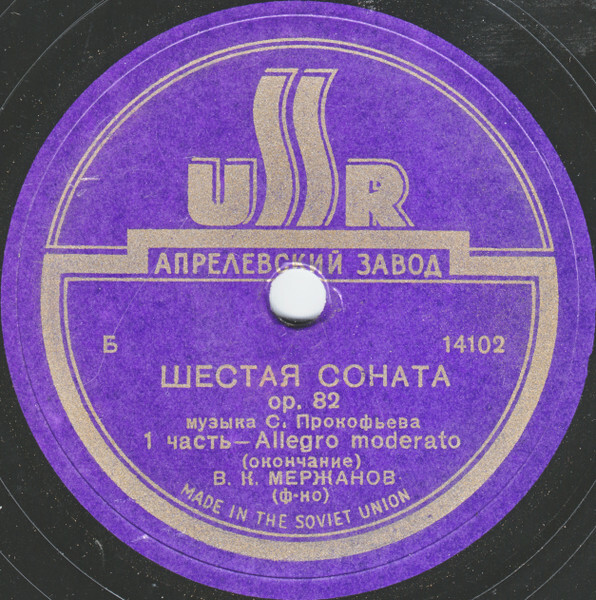 USSR
АПРЕЛЕВСКИЙ ЗАВОД
Б 14102
ШЕСТАЯ СОНАТА
ор. 82
музыка С. Прокофьева
1 часть — Allegro moderato
(окончание)
В. К. МЕРЖАНОВ
(ф-но)
MADE IN THE SOVIET UNION